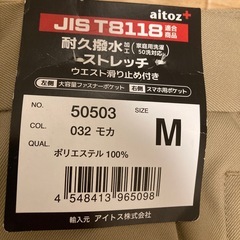 aitoz+
JIS T8118 適合商品
耐久撥水加工 家庭用洗濯50洗対応
ストレッチ
ウエスト滑り止め付き
左側 大容量ファスナーポケット 右側 スマホ用ポケット
NO. 50503 SIZE
COL. 032 モカ M
QUAL.
ポリエステル 100%
4 548413 965098
輸入元 アイトス株式会社